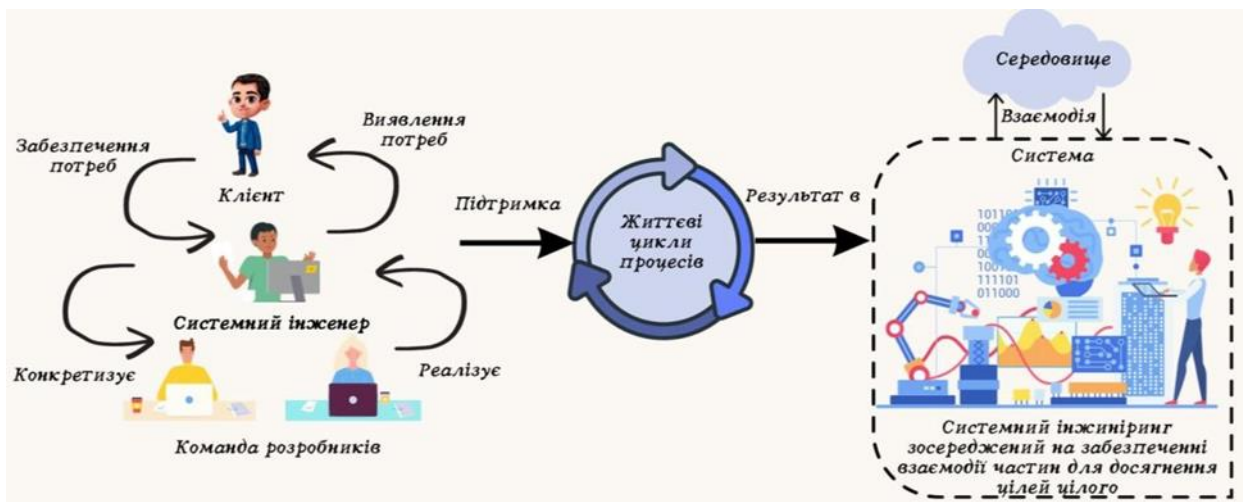 Забезпечення
потреб
Виявлення
потреб
Клієнт
Системний інженер
Конкретизує
Реалізує
Команда розробників
Підтримка
Життєві
цикли
процесів
Результат в
Середовище
Взаємодія
Система
Системний інжиніринг
зосереджений на забезпеченні
взаємодії частин для досягнення
цілей цілого